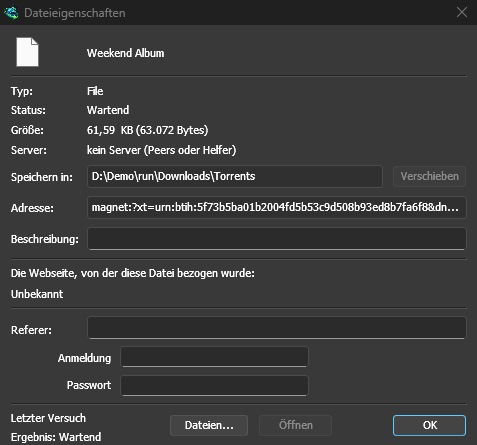 Dateieigenschaften
Weekend Album
Typ: File
Status: Wartend
Größe: 61,59 KB (63.072 Bytes)
Server: kein Server (Peers oder Helfer)
Speichern in: D:\Demo\run\Downloads\Torrents Verschieben
Adresse: magnet:?xt=urn:btih:5f73b5ba01b2004fd5b53c9d508b93ed8b7fa6f8&dn...
Beschreibung:
Die Webseite, von der diese Datei bezogen wurde:
Unbekannt
Referer:
Anmeldung
Passwort
Letzter Versuch
Ergebnis: Wartend
Dateien... Öffnen OK